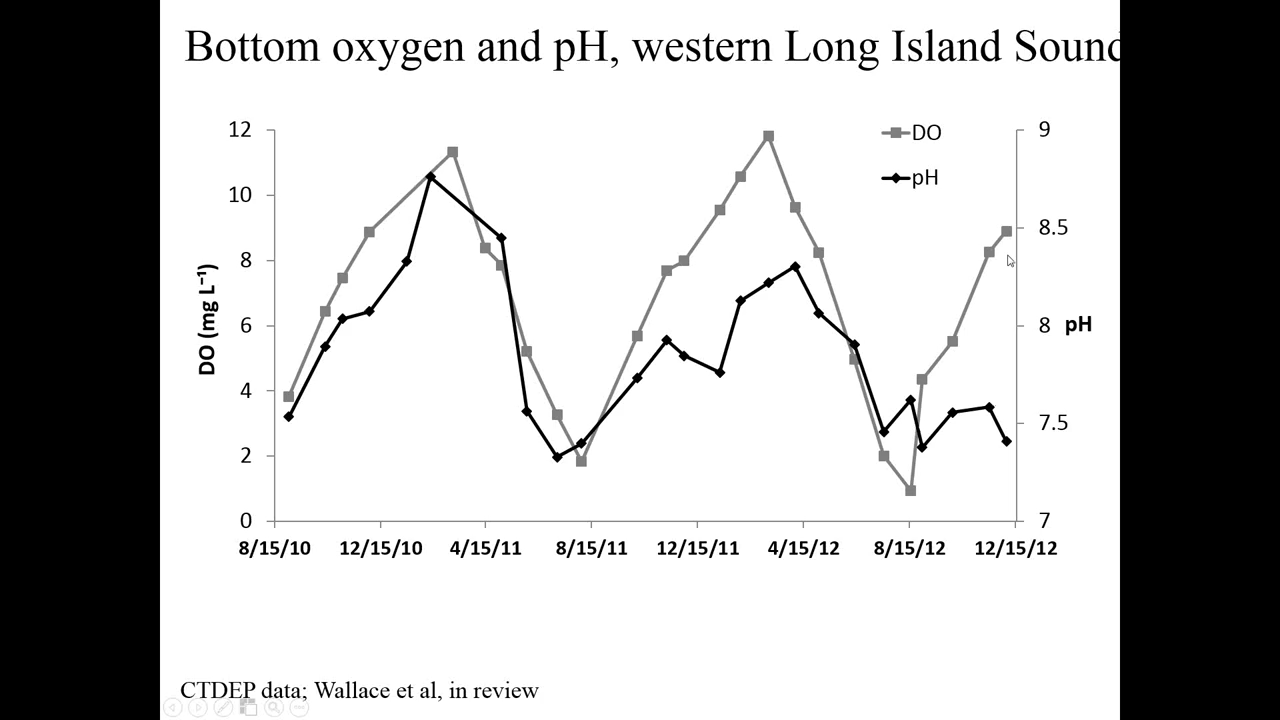 Bottom oxygen and pH, western Long Island Sound
DO
pH
12
10
8
6
4
2
0
DO (mg L⁻¹)
9
8.5
8
7.5
7
pH
8/15/10 12/15/10 4/15/11 8/15/11 12/15/11 4/15/12 8/15/12 12/15/12
CTDEP data; Wallace et al, in review